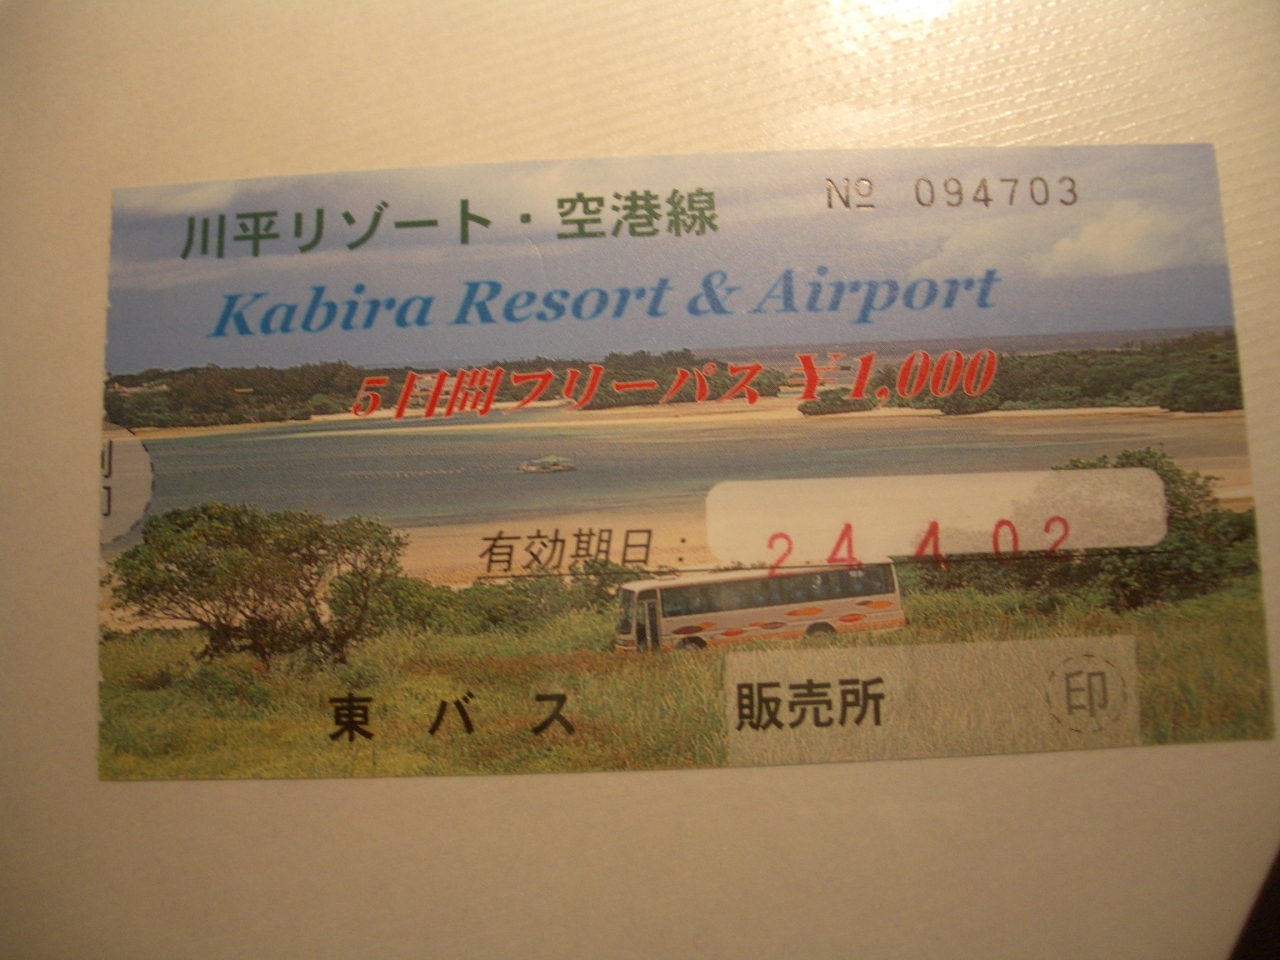 川平リゾート・空港線
№ 094703
Kabira Resort & Airport
5日間フリーパス ¥1,000
有効期日：
24.4.02
東バス
販売所
印